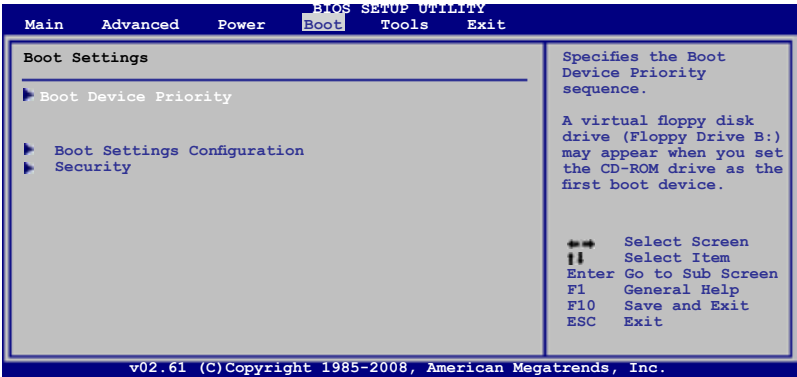 BIOS SETUP UTILITY
Main Advanced Power Boot Tools Exit
Boot Settings
Boot Device Priority
Boot Settings Configuration
Security
Specifies the Boot
Device Priority
sequence.
A virtual floppy disk
drive (Floppy Drive B:)
may appear when you set
the CD-ROM drive as the
first boot device.
Select Screen
Select Item
Enter Go to Sub Screen
F1 General Help
F10 Save and Exit
ESC Exit
v02.61 (C)Copyright 1985-2008, American Megatrends, Inc.